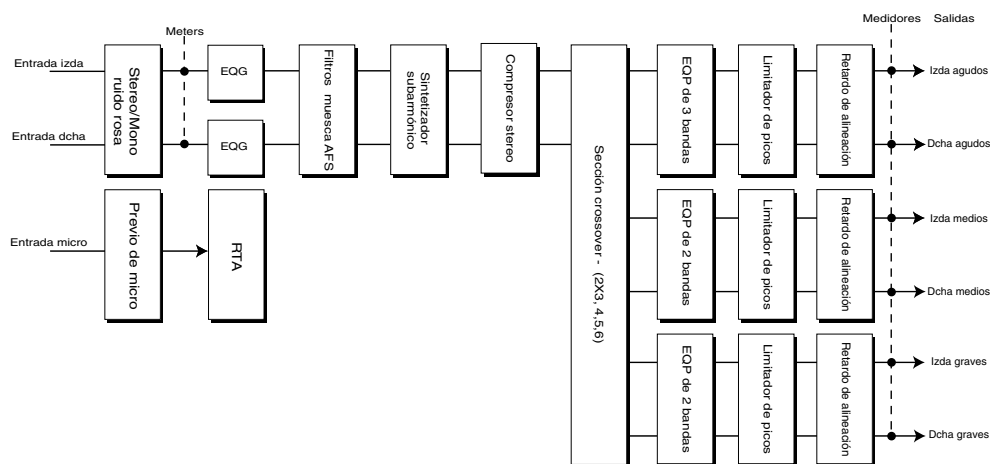 Medidores Salidas
Meters
Entrada izda
Entrada dcha
Stereo/Mono
ruido rosa
EQG
EQG
Filtros muesca AFS
Sintetizador
subarmónico
Compresor stereo
Sección crossover - (2X3, 4,5,6)
EQP de 3 bandas
Limitador de picos
Retardo de alineación
Izda agudos
Dcha agudos
Entrada micro
Previo de micro
RTA
EQP de 2 bandas
Limitador de picos
Retardo de alineación
Izda medios
Dcha medios
EQP de 2 bandas
Limitador de picos
Retardo de alineación
Izda graves
Dcha graves